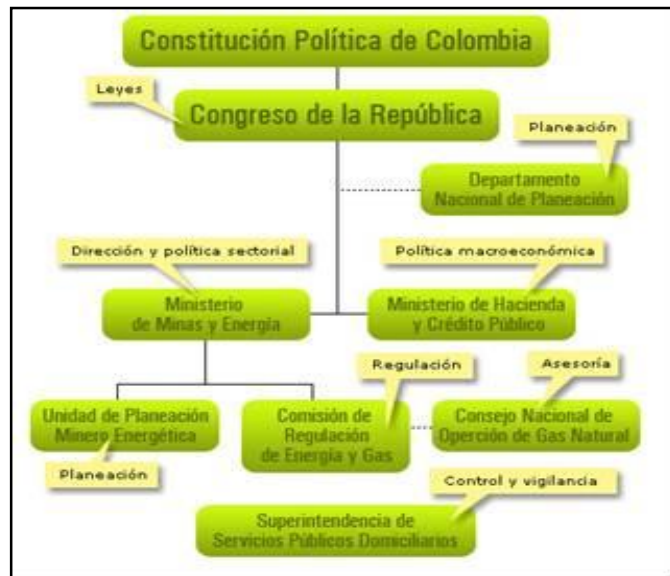 Constitución Política de Colombia
Leyes
Congreso de la República
Planeación
Departamento
Nacional de Planeación
Dirección y política sectorial
Política macroeconómica
Ministerio
de Minas y Energía
Ministerio de Hacienda
y Crédito Público
Regulación
Asesoría
Unidad de Planeación
Minero Energética
Comisión de
Regulación
de Energía y Gas
Consejo Nacional de
Operción de Gas Natural
Planeación
Control y vigilancia
Superintendencia de
Servicios Públicos Domiciliarios